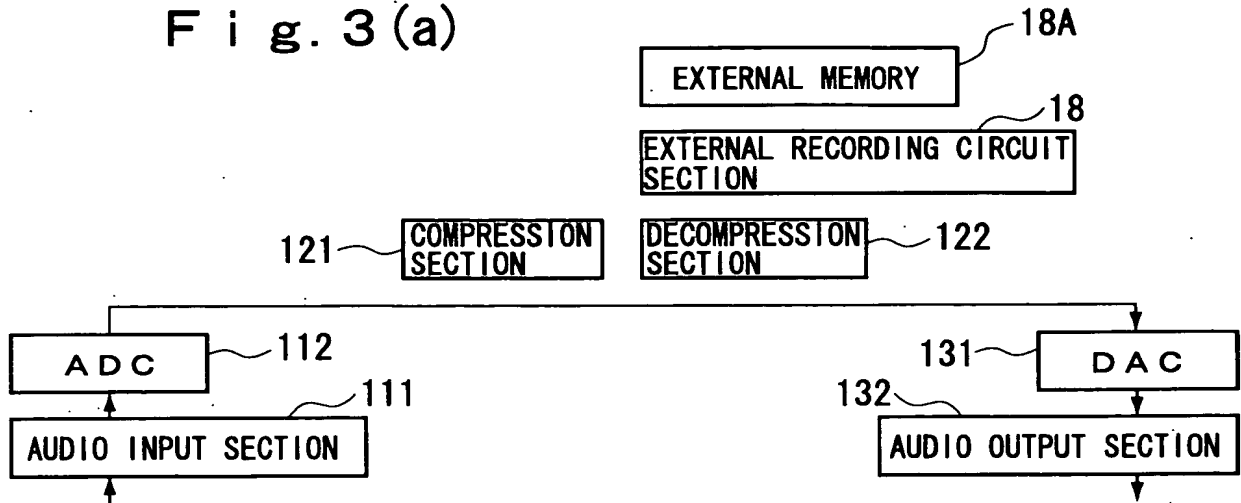 Fig. 3(a)
18A
EXTERNAL MEMORY
18
EXTERNAL RECORDING CIRCUIT
SECTION
121
COMPRESSION
SECTION
DECOMPRESSION
SECTION
122
ADC
112
131
DAC
111
132
AUDIO INPUT SECTION
AUDIO OUTPUT SECTION